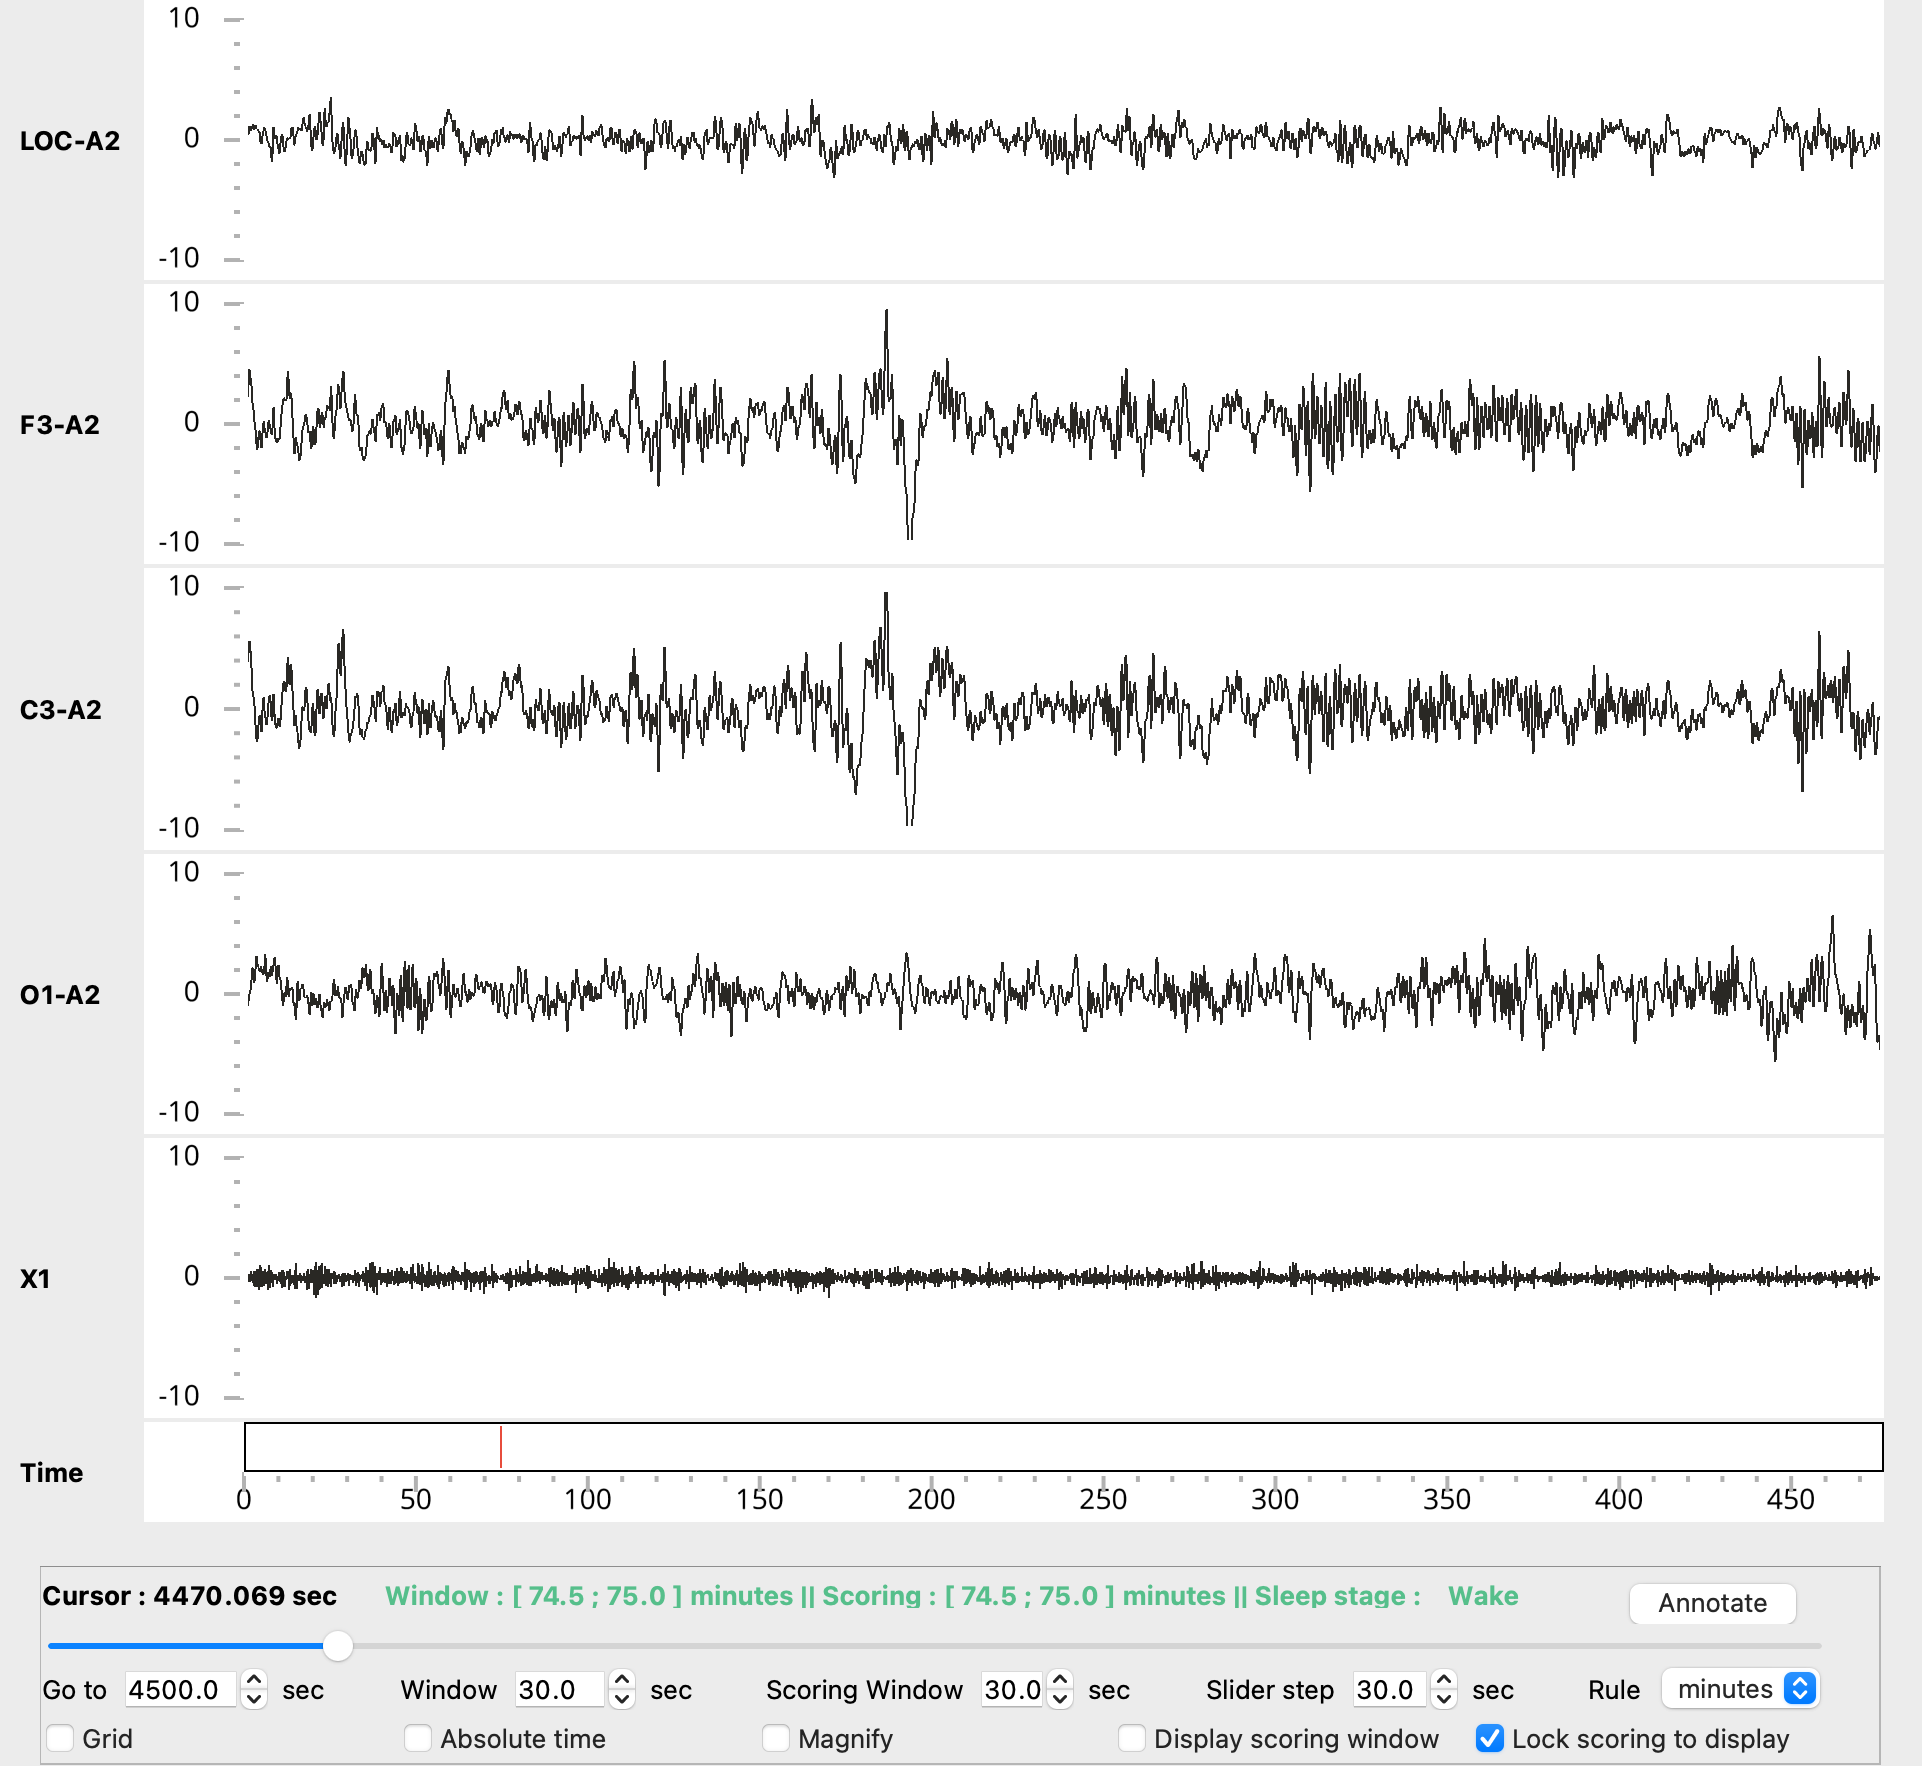 10
LOC-A2 0
-10
10
F3-A2 0
-10
10
C3-A2 0
-10
10
O1-A2 0
-10
10
X1 0
-10
Time
0 50 100 150 200 250 300 350 400 450
Cursor : 4470.069 sec Window : [ 74.5 ; 75.0 ] minutes || Scoring : [ 74.5 ; 75.0 ] minutes || Sleep stage : Wake Annotate
Go to 4500.0 sec Window 30.0 sec Scoring Window 30.0 sec Slider step 30.0 sec Rule minutes
Grid Absolute time Magnify Display scoring window Lock scoring to display